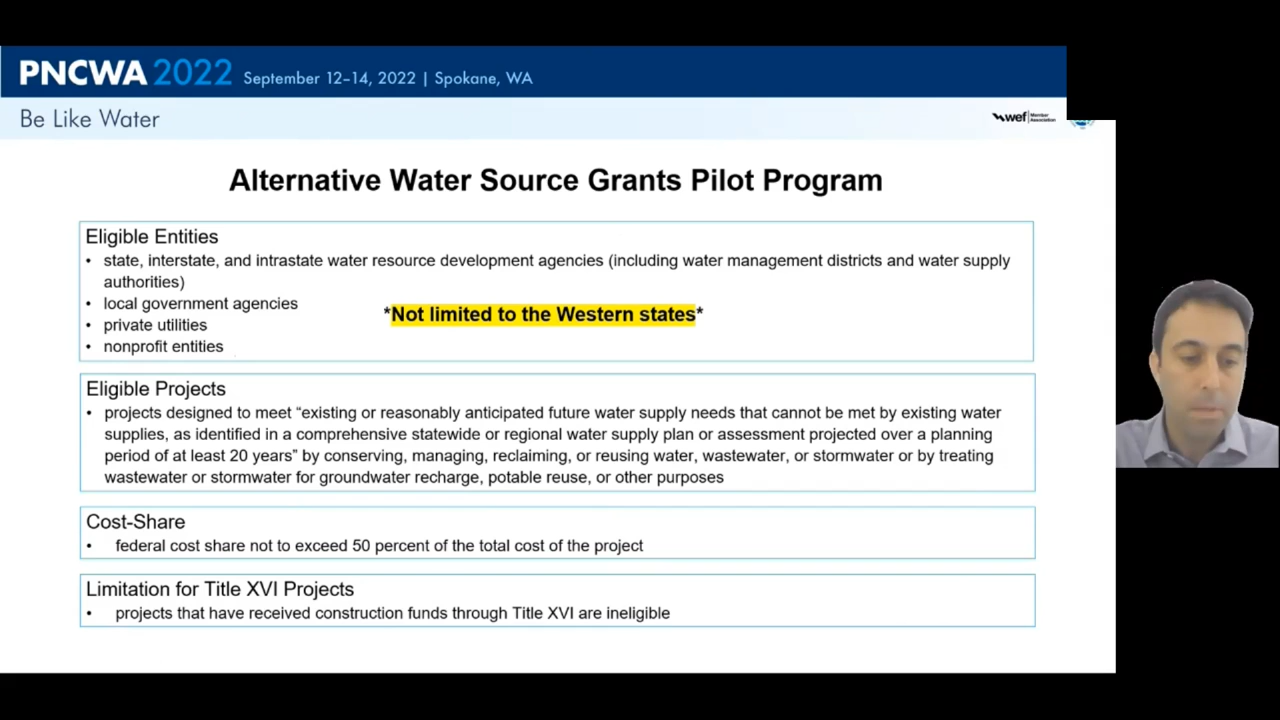 PNCWA 2022 September 12–14, 2022 | Spokane, WA
Be Like Water
wef Member Association
Alternative Water Source Grants Pilot Program
Eligible Entities
• state, interstate, and intrastate water resource development agencies (including water management districts and water supply
authorities)
• local government agencies
*Not limited to the Western states*
• private utilities
• nonprofit entities
Eligible Projects
• projects designed to meet “existing or reasonably anticipated future water supply needs that cannot be met by existing water
supplies, as identified in a comprehensive statewide or regional water supply plan or assessment projected over a planning
period of at least 20 years” by conserving, managing, reclaiming, or reusing water, wastewater, or stormwater or by treating
wastewater or stormwater for groundwater recharge, potable reuse, or other purposes
Cost-Share
• federal cost share not to exceed 50 percent of the total cost of the project
Limitation for Title XVI Projects
• projects that have received construction funds through Title XVI are ineligible